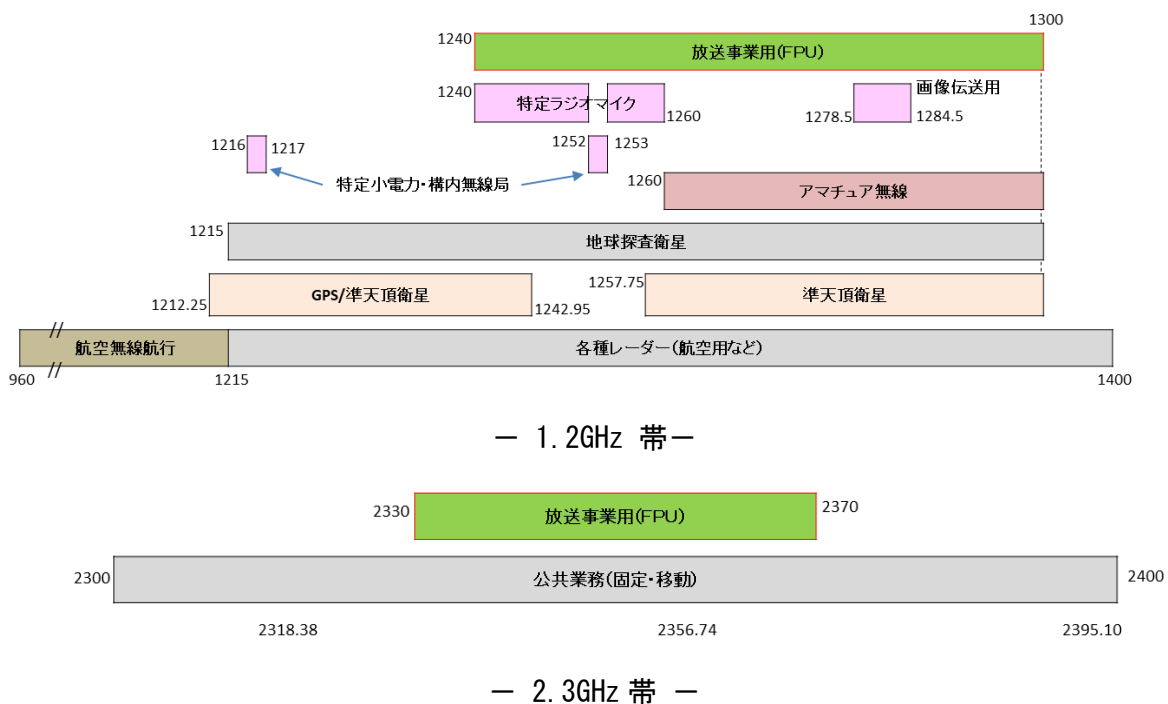 1300
1240
放送事業用(FPU)
1240
特定ラジオマイク
1260
1278.5
画像伝送用
1284.5
1216
1217
1252
1253
特定小電力・構内無線局
1260
アマチュア無線
1215
地球探査衛星
1212.25
GPS/準天頂衛星
1242.95
1257.75
準天頂衛星
//
航空無線航行
各種レーダー(航空用など)
960
//
1215
1400
－ 1.2GHz 帯－
2330
放送事業用(FPU)
2370
2300
公共業務(固定・移動)
2400
2318.38
2356.74
2395.10
－ 2.3GHz 帯 －